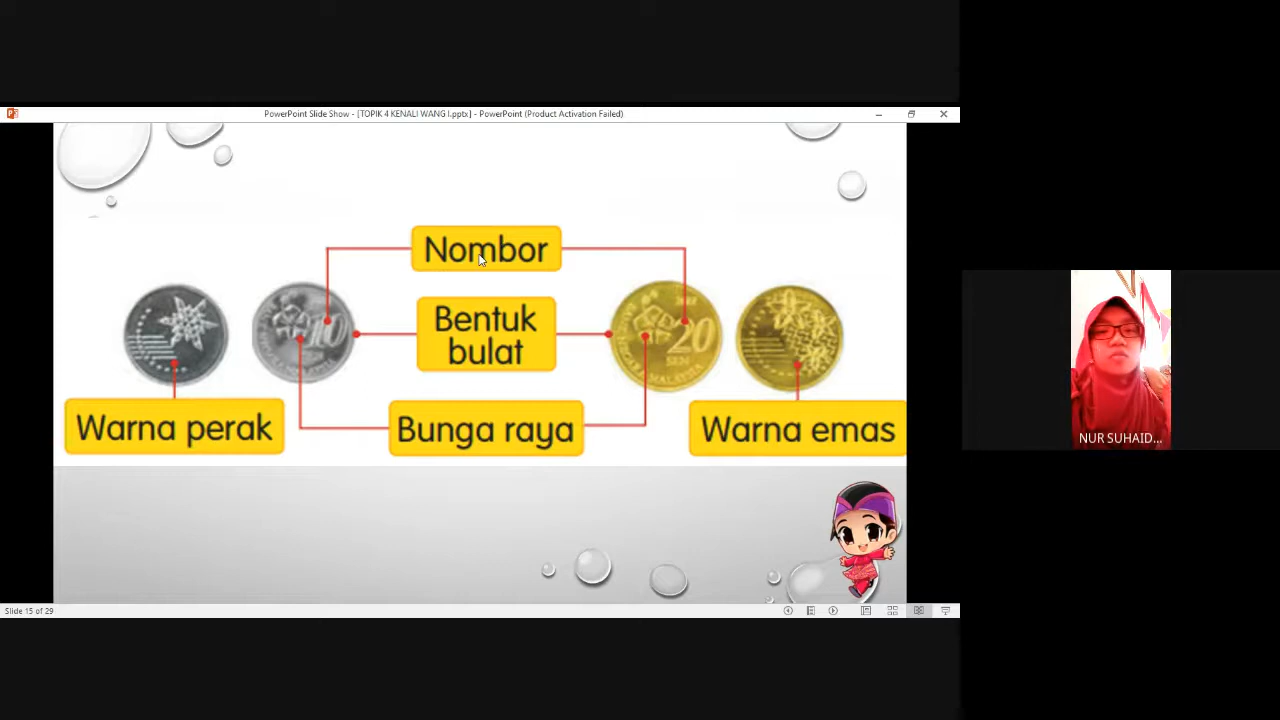 PowerPoint Slide Show - [TOPIK 4 KENALI WANG I.pptx] - PowerPoint (Product Activation Failed)
Nombor
Bentuk
bulat
10
20
SEN
Warna perak
Bunga raya
Warna emas
NUR SUHAID...
Slide 15 of 29